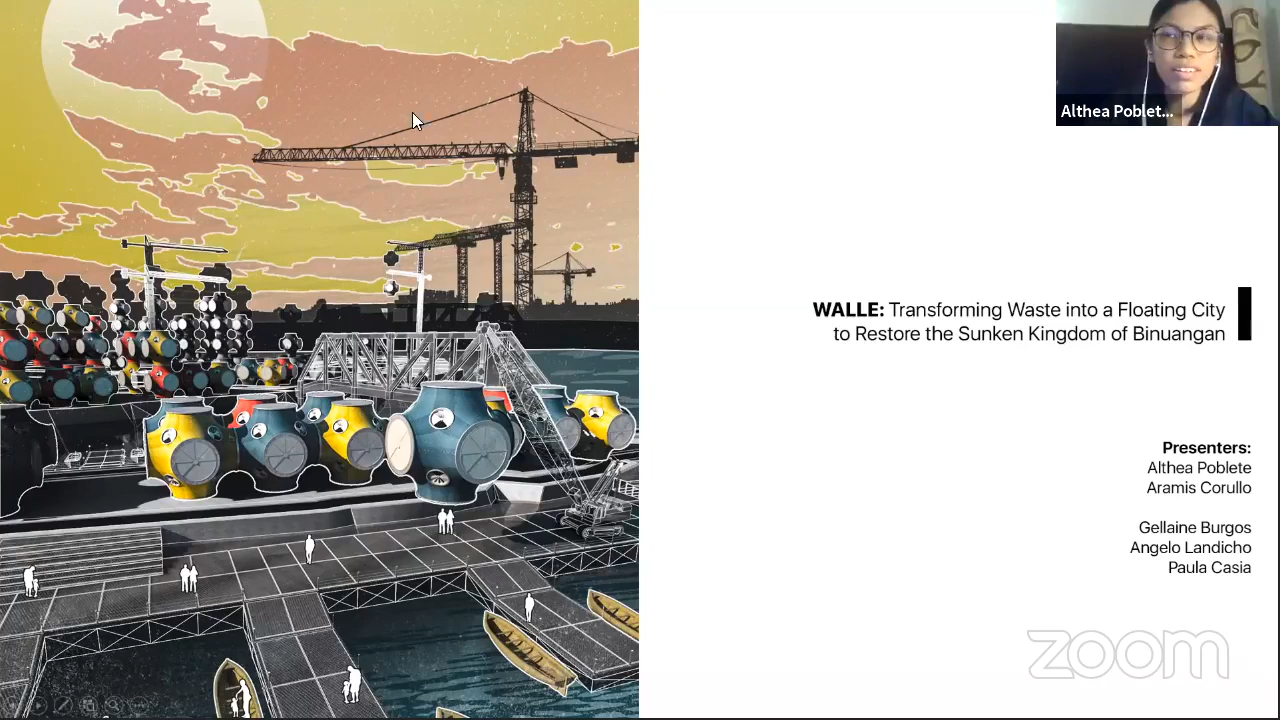 Althea Poblet...
WALLE: Transforming Waste into a Floating City
to Restore the Sunken Kingdom of Binuangan
Presenters:
Althea Poblete
Aramis Corullo
Gellaine Burgos
Angelo Landicho
Paula Casia
zoom